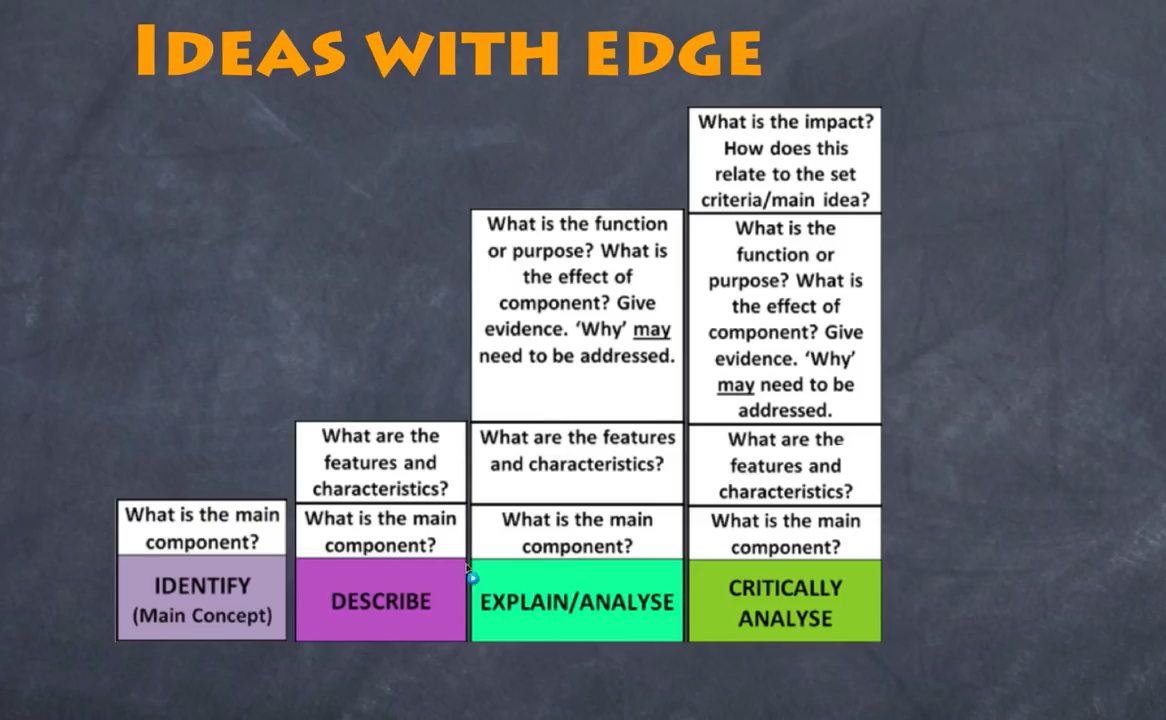 IDEAS WITH EDGE
What is the main
component?
IDENTIFY
(Main Concept)
What are the
features and
characteristics?
What is the main
component?
DESCRIBE
What is the function
or purpose? What is
the effect of
component? Give
evidence. ‘Why’ may
need to be addressed.
What are the features
and characteristics?
What is the main
component?
EXPLAIN/ANALYSE
What is the impact?
How does this
relate to the set
criteria/main idea?
What is the
function or
purpose? What is
the effect of
component? Give
evidence. ‘Why’
may need to be
addressed.
What are the
features and
characteristics?
What is the main
component?
CRITICALLY
ANALYSE